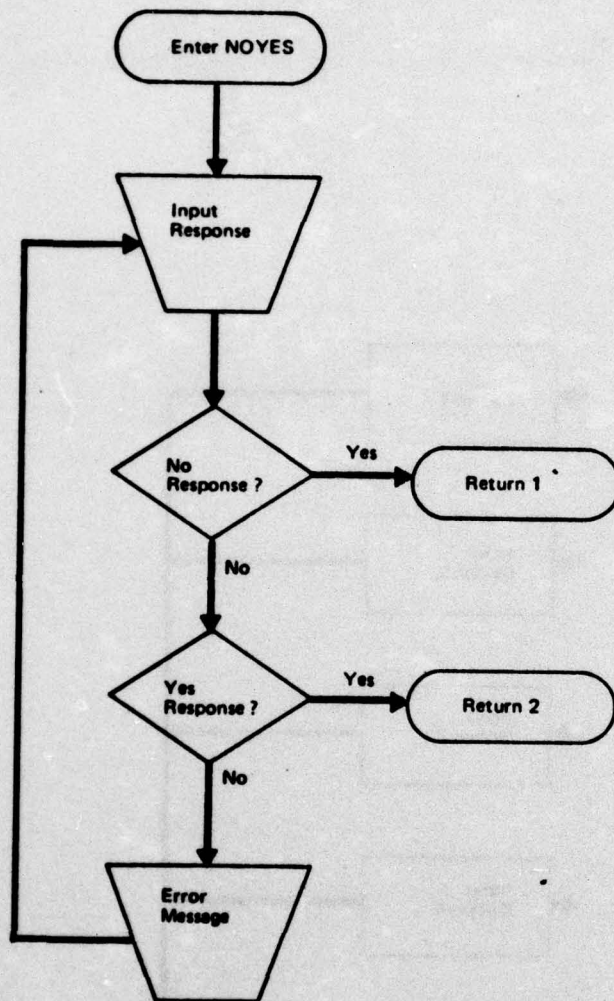 Enter NOYES
Input
Response
No
Response ?
Yes
Return 1
No
Yes
Response ?
Yes
Return 2
No
Error
Message